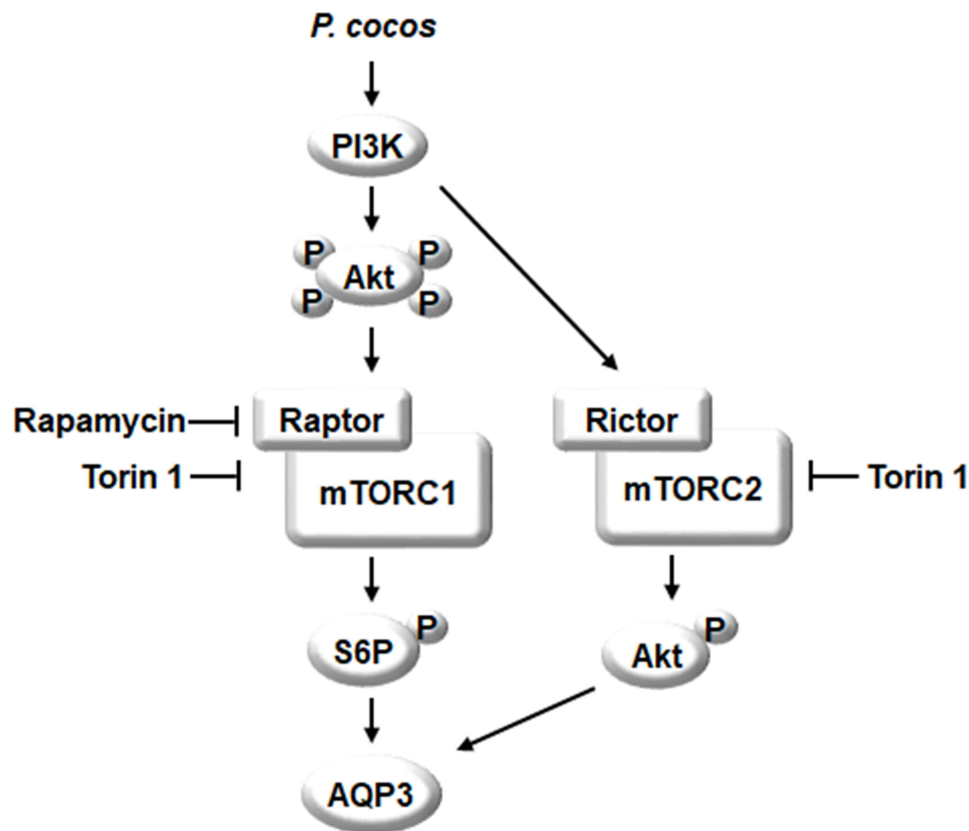 P. cocos
PI3K
P
P
Akt
P
P
Rapamycin
Raptor
Rictor
Torin 1
mTORC1
mTORC2
Torin 1
P
S6P
P
Akt
AQP3